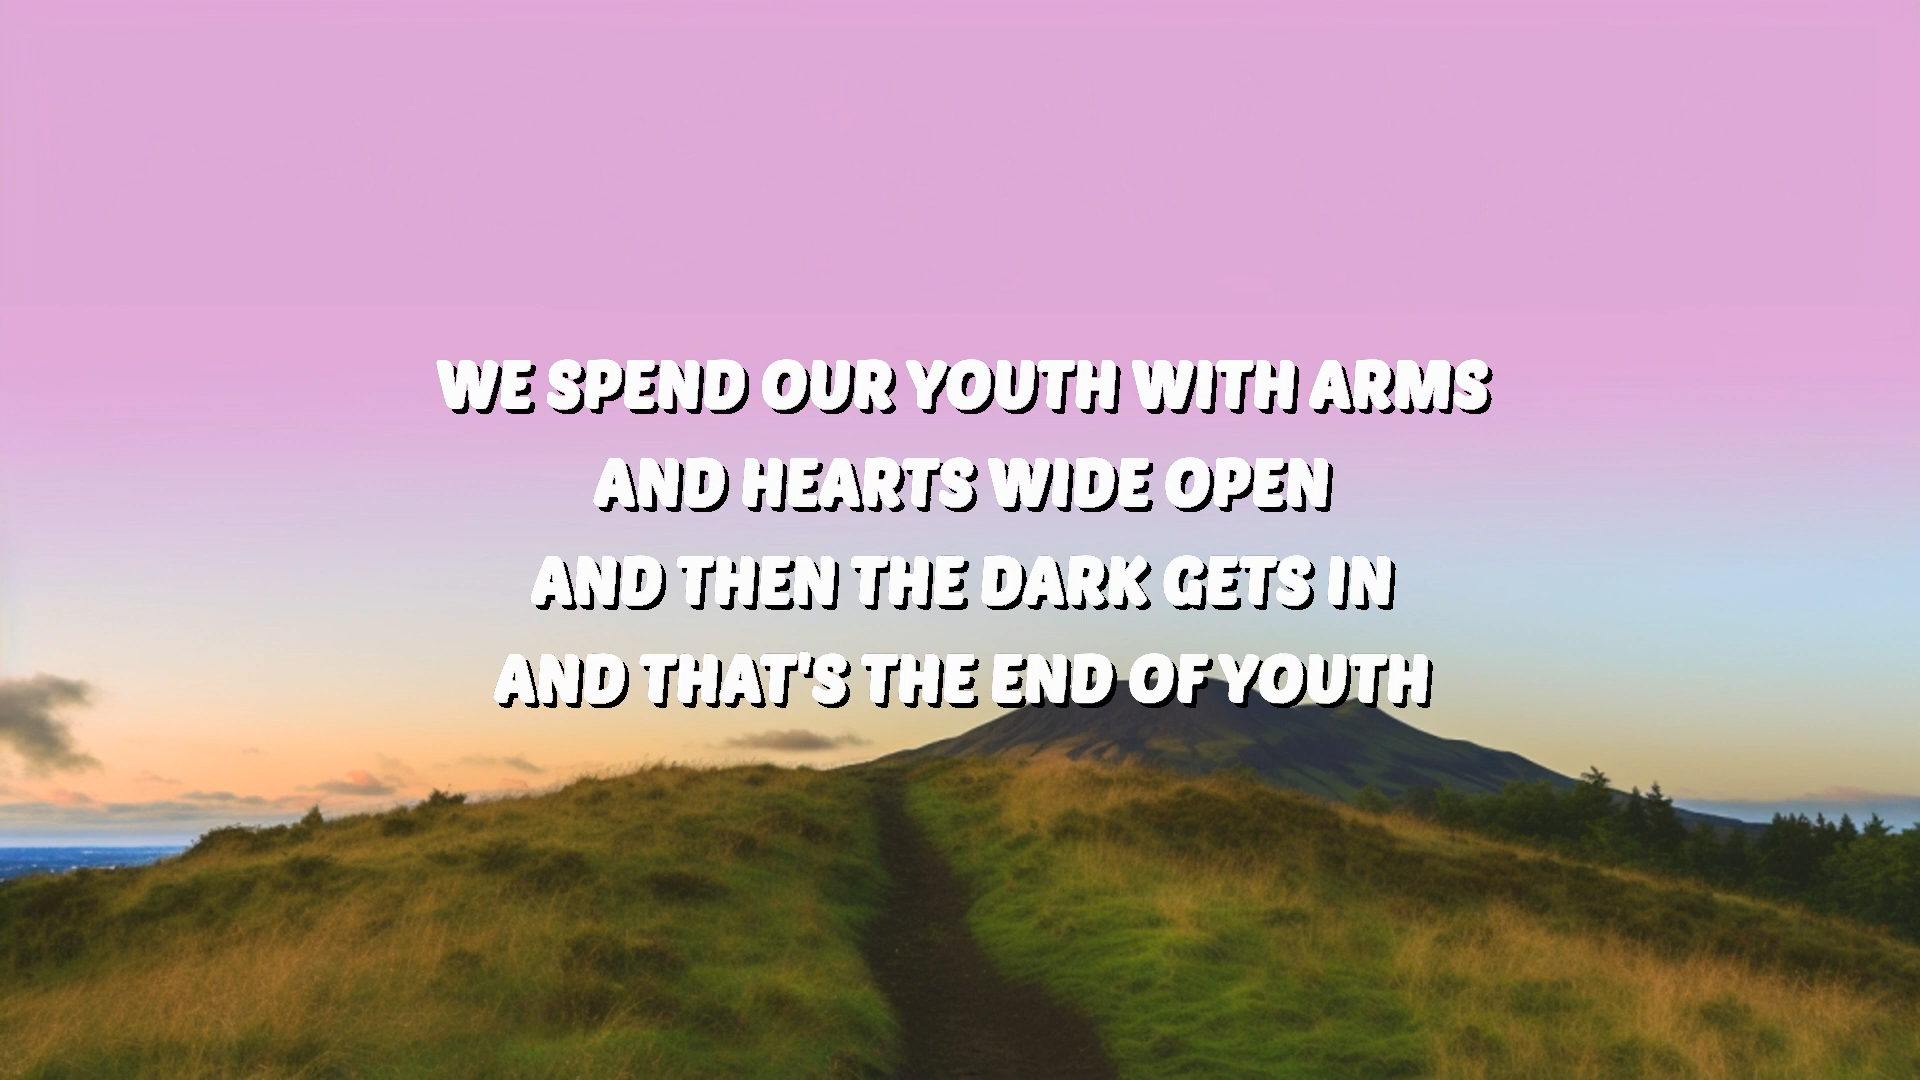 WE SPEND OUR YOUTH WITH ARMS
AND HEARTS WIDE OPEN
AND THEN THE DARK GETS IN
AND THAT'S THE END OF YOUTH